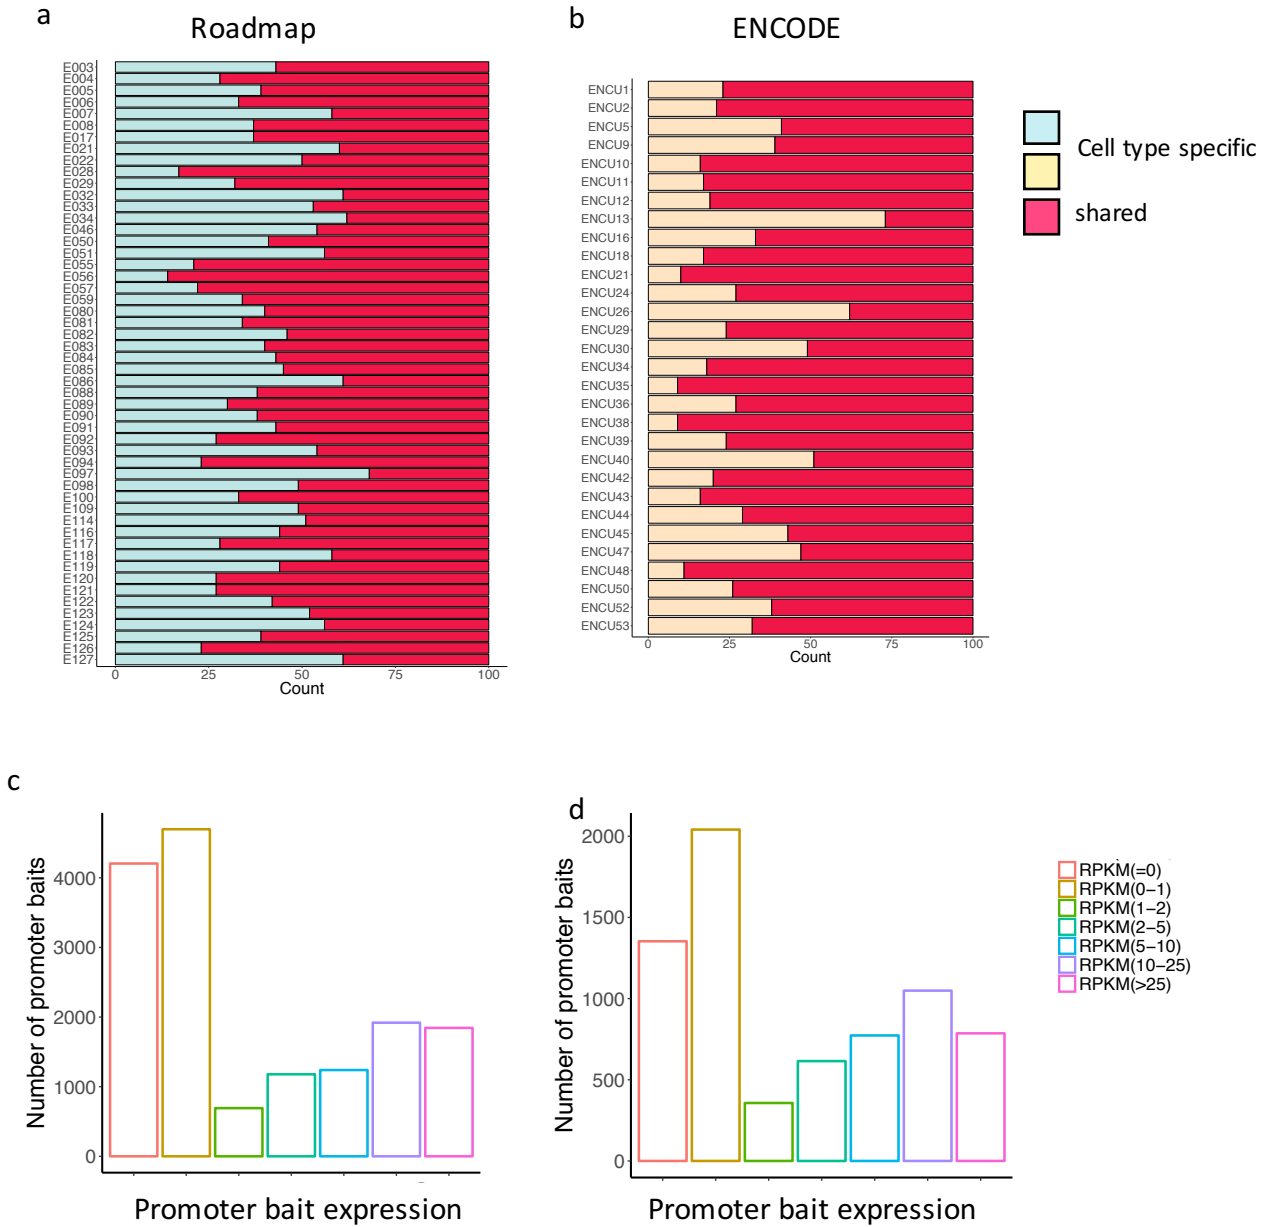 a
Roadmap
E003
E004
E005
E006
E007
E008
E017
E021
E022
E028
E029
E032
E033
E034
E046
E050
E051
E055
E056
E057
E059
E080
E081
E082
E083
E084
E085
E086
E088
E089
E090
E091
E092
E093
E094
E097
E098
E100
E109
E114
E116
E117
E118
E119
E120
E121
E122
E123
E124
E125
E126
E127
0 25 50 75 100
Count
b
ENCODE
ENCU1
ENCU2
ENCU5
ENCU9
ENCU10
ENCU11
ENCU12
ENCU13
ENCU16
ENCU18
ENCU21
ENCU24
ENCU26
ENCU29
ENCU30
ENCU34
ENCU35
ENCU36
ENCU38
ENCU39
ENCU40
ENCU42
ENCU43
ENCU44
ENCU45
ENCU47
ENCU48
ENCU50
ENCU52
ENCU53
0 50 100
Count
Cell type specific
shared
c
Number of promoter baits
4000
3000
2000
1000
0
Promoter bait expression
d
Number of promoter baits
2000
1500
1000
500
0
Promoter bait expression
RPKM(=0)
RPKM(0−1)
RPKM(1−2)
RPKM(2−5)
RPKM(5−10)
RPKM(10−25)
RPKM(>25)